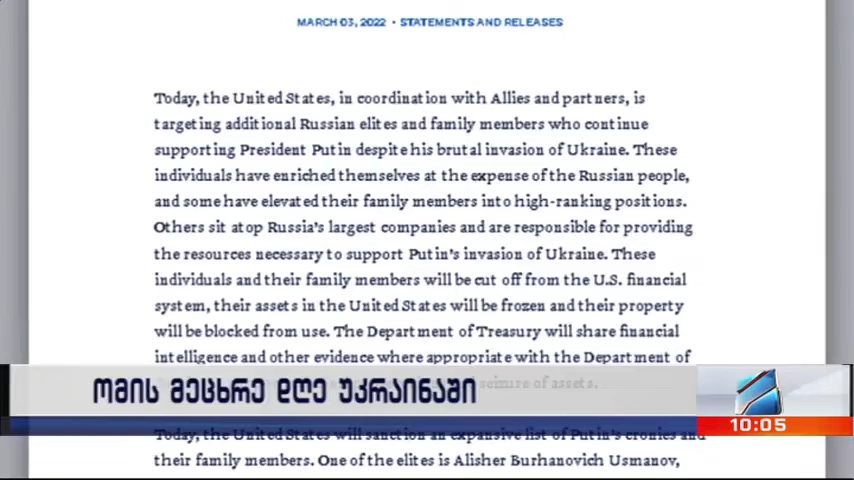 MARCH 03, 2022 • STATEMENTS AND RELEASES
Today, the United States, in coordination with Allies and partners, is
targeting additional Russian elites and family members who continue
supporting President Putin despite his brutal invasion of Ukraine. These
individuals have enriched themselves at the expense of the Russian people,
and some have elevated their family members into high-ranking positions.
Others sit atop Russia's largest companies and are responsible for providing
the resources necessary to support Putin's invasion of Ukraine. These
individuals and their family members will be cut off from the U.S. financial
system, their assets in the United States will be frozen and their property
will be blocked from use. The Department of Treasury will share financial
intelligence and other evidence where appropriate with the Department of
seizure of assets.
ომის მეცხრე დღე უკრაინაში
10:05
Today, the United States will sanction an expansive list of Putin's cronies and
their family members. One of the elites is Alisher Burhanovich Usmanov,